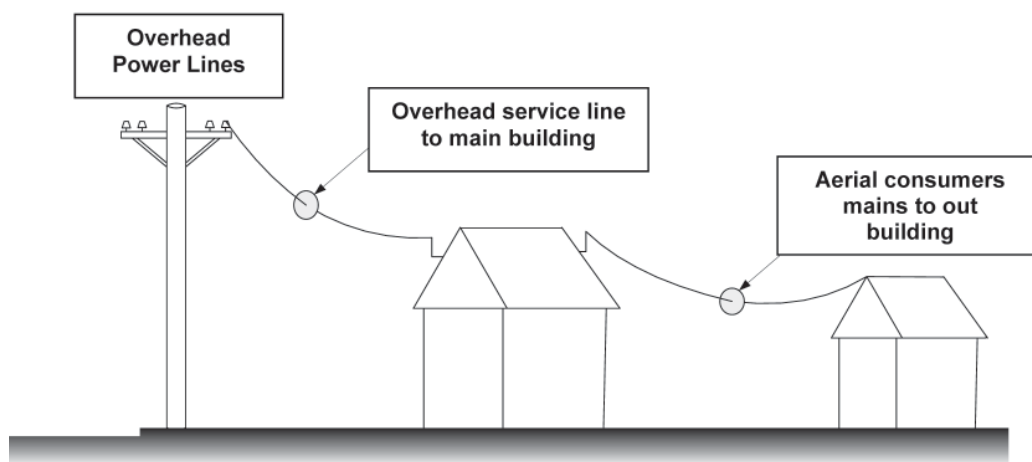 Overhead
Power Lines
Overhead service line
to main building
Aerial consumers
mains to out
building